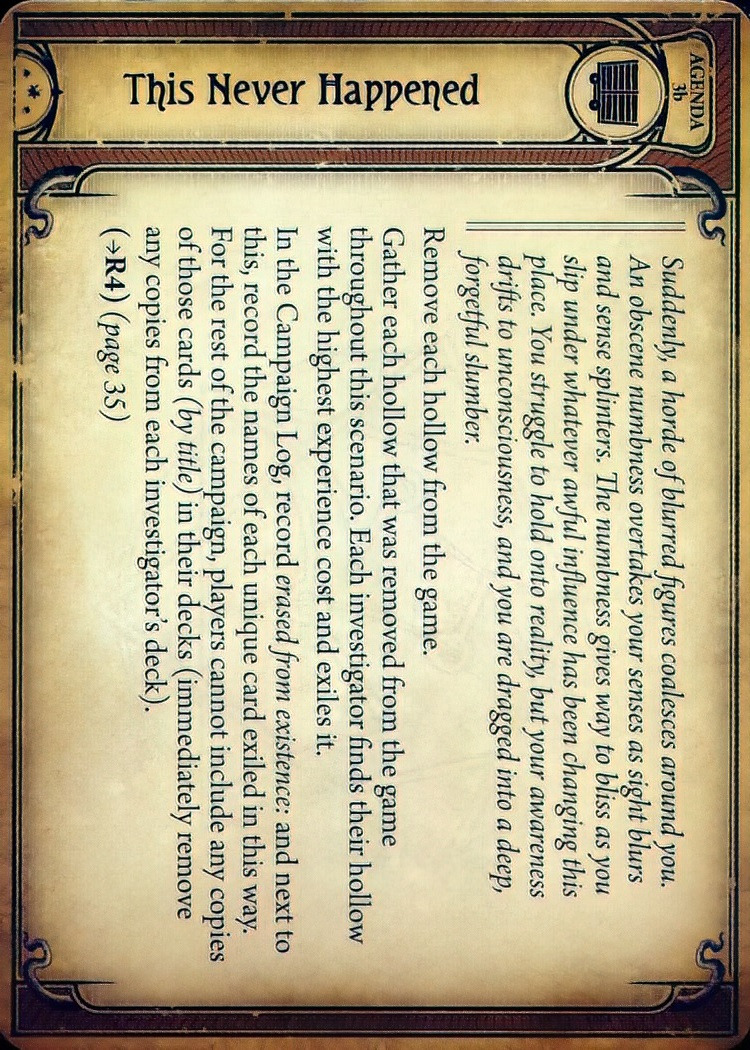 AGENDA
3b
This Never Happened
Suddenly, a horde of blurred figures coalesces around you.
An obscene numbness overtakes your senses as sight blurs
and sense splinters. The numbness gives way to bliss as you
slip under whatever awful influence has been changing this
place. You struggle to hold onto reality, but your awareness
drifts to unconsciousness, and you are dragged into a deep,
forgetful slumber.
Remove each hollow from the game.
Gather each hollow that was removed from the game
throughout this scenario. Each investigator finds their hollow
with the highest experience cost and exiles it.
In the Campaign Log, record erased from existence: and next to
this, record the names of each unique card exiled in this way.
For the rest of the campaign, players cannot include any copies
of those cards (by title) in their decks (immediately remove
any copies from each investigator's deck).
(→R4) (page 35)